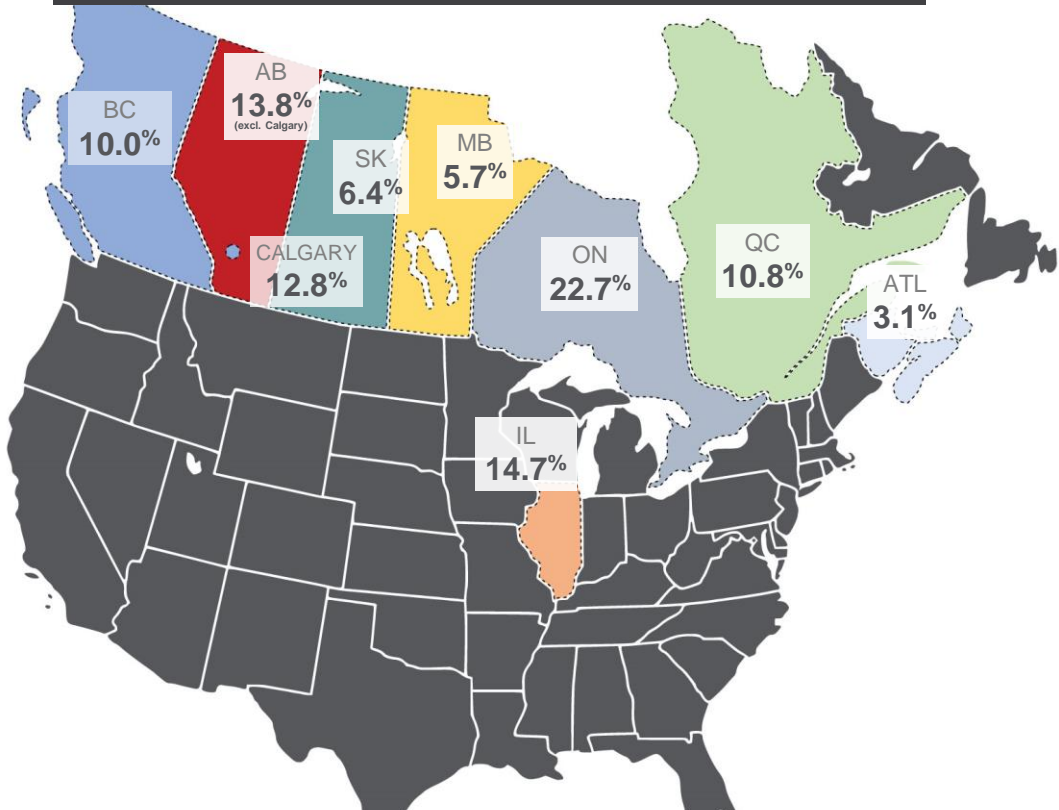 AB
13.8%
(excl. Calgary)
BC
10.0%
MB
5.7%
SK
6.4%
QC
10.8%
ON
22.7%
CALGARY
12.8%
ATL
3.1%
IL
14.7%